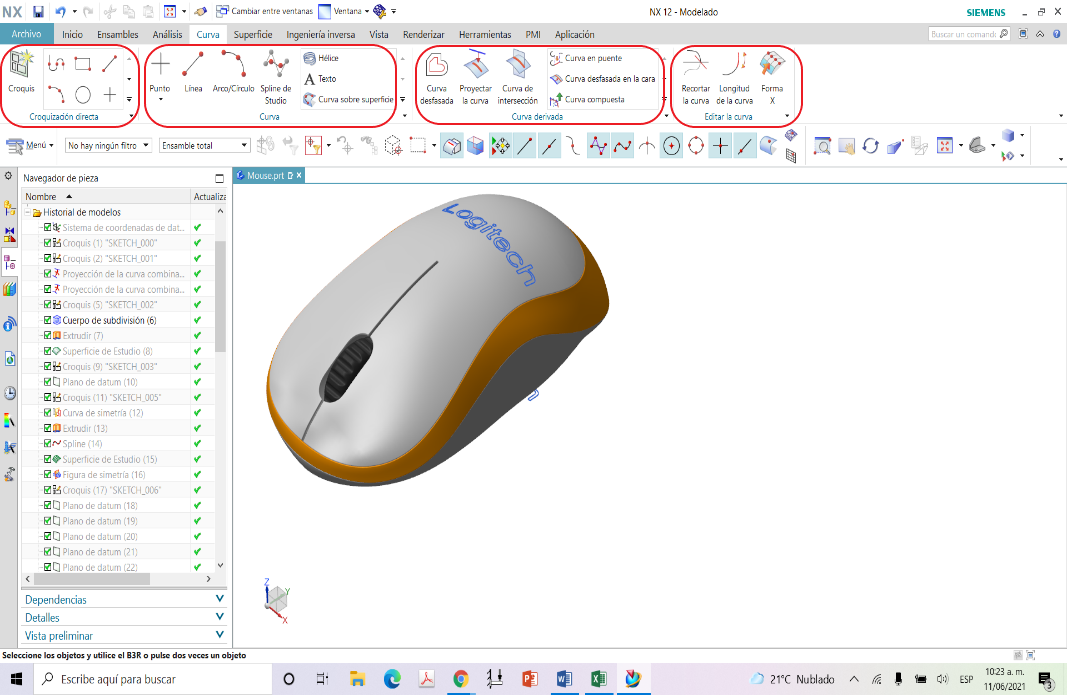 NX
Cambiar entre ventanas
Ventana
NX 12 - Modelado
SIEMENS
Archivo
Inicio
Ensambles
Análisis
Curva
Superficie
Ingeniería inversa
Vista
Renderizar
Herramientas
PMI
Aplicación
Buscar un comand
Croquis
Croquización directa
Punto
Línea
Arco/Círculo
Spline de
Studio
Hélice
Texto
Curva sobre superficie
Curva
Curva
desfasada
Proyectar
la curva
Curva de
intersección
Curva en puente
Curva desfasada en la cara
Curva compuesta
Curva derivada
Recortar
la curva
Longitud
de la curva
Forma
X
Editar la curva
Menú
No hay ningún filtro
Ensamble total
Navegador de pieza
Mouse.prt
Nombre
Actualiza
Historial de modelos
Sistema de coordenadas de dat...
Croquis (1) "SKETCH_000"
Croquis (2) "SKETCH_001"
Proyección de la curva combina...
Proyección de la curva combina...
Croquis (5) "SKETCH_002"
Cuerpo de subdivisión (6)
Extrudir (7)
Superficie de Estudio (8)
Croquis (9) "SKETCH_003"
Plano de datum (10)
Croquis (11) "SKETCH_005"
Curva de simetría (12)
Extrudir (13)
Spline (14)
Superficie de Estudio (15)
Figura de simetría (16)
Croquis (17) "SKETCH_006"
Plano de datum (18)
Plano de datum (19)
Plano de datum (20)
Plano de datum (21)
Plano de datum (22)
Logitech
Z
Y
X
Dependencias
Detalles
Vista preliminar
Seleccione los objetos y utilice el B3R o pulse dos veces un objeto
Escribe aquí para buscar
21°C Nublado
ESP
10:23 a. m.
11/06/2021
3